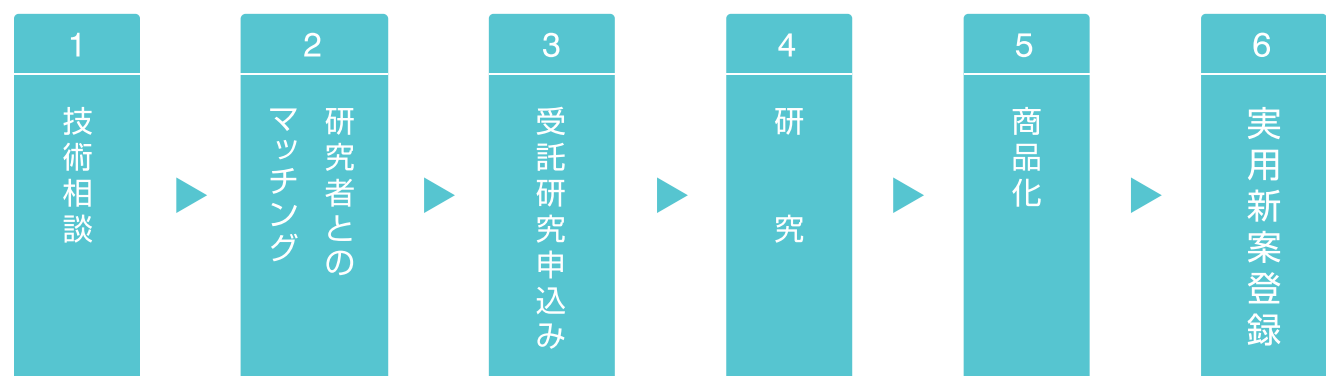 1
技術相談
2
研究者との
マッチング
3
受託研究申込み
4
研究
5
商品化
6
実用新案登録